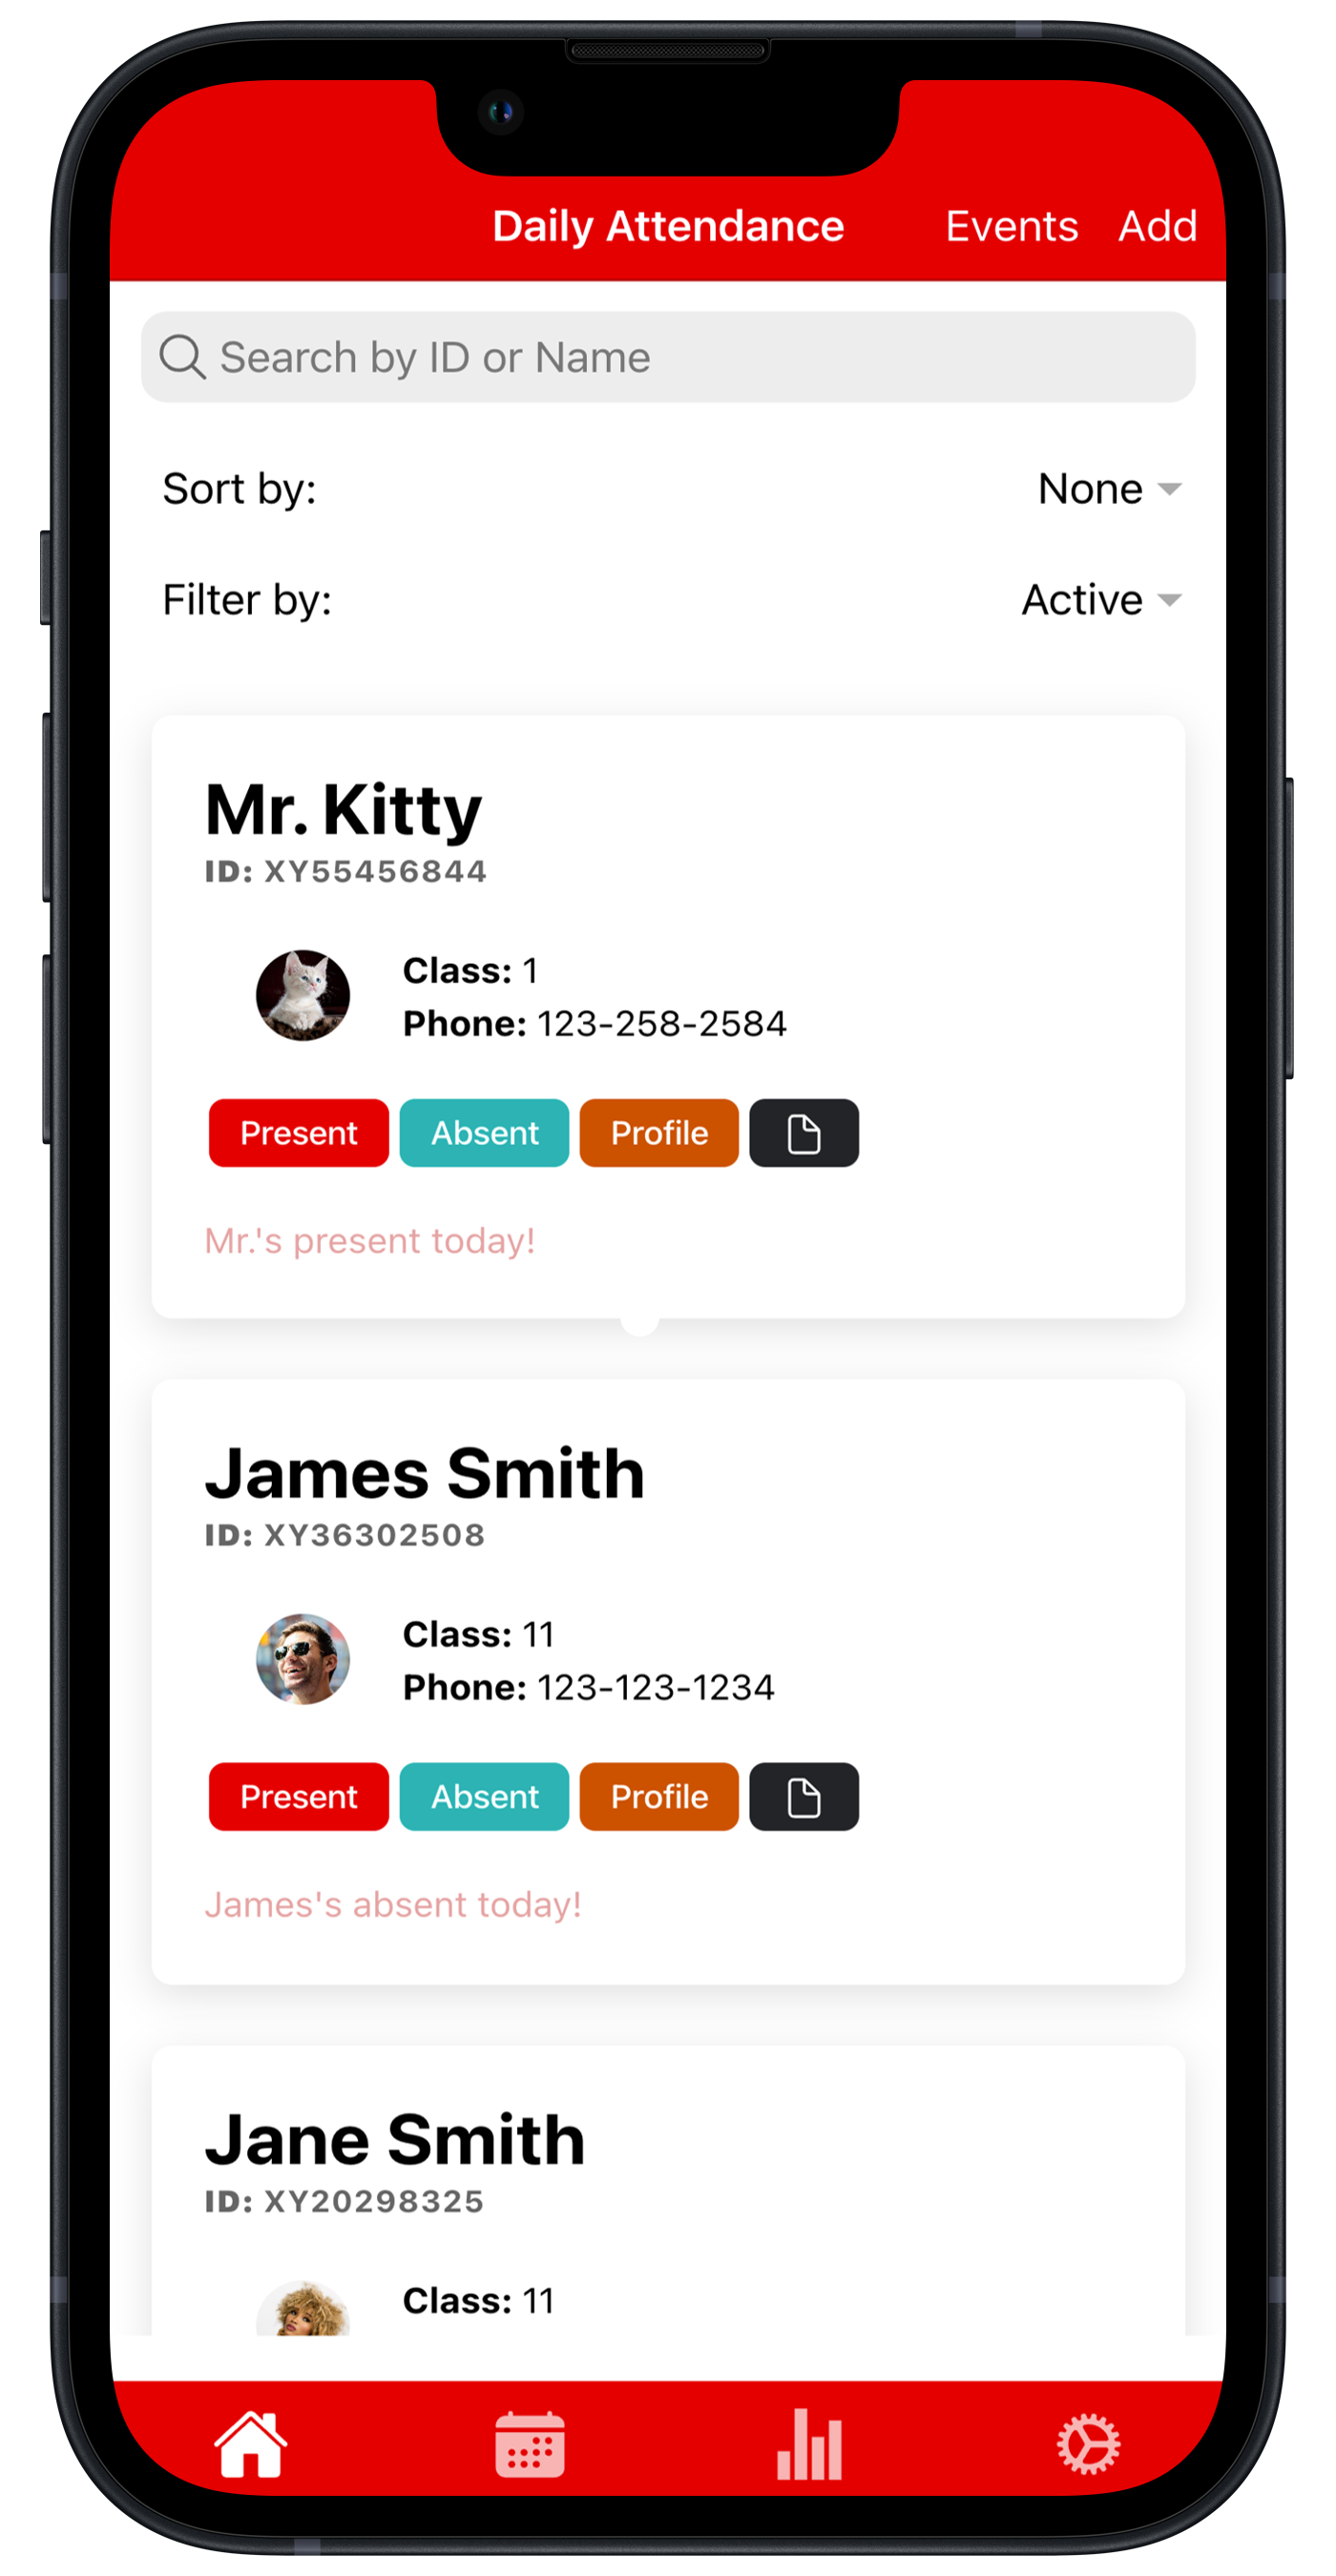 Daily Attendance Events Add
Search by ID or Name
Sort by: None
Filter by: Active
Mr. Kitty
ID: XY55456844
Class: 1
Phone: 123-258-2584
Present Absent Profile
Mr.'s present today!
James Smith
ID: XY36302508
Class: 11
Phone: 123-123-1234
Present Absent Profile
James's absent today!
Jane Smith
ID: XY20298325
Class: 11